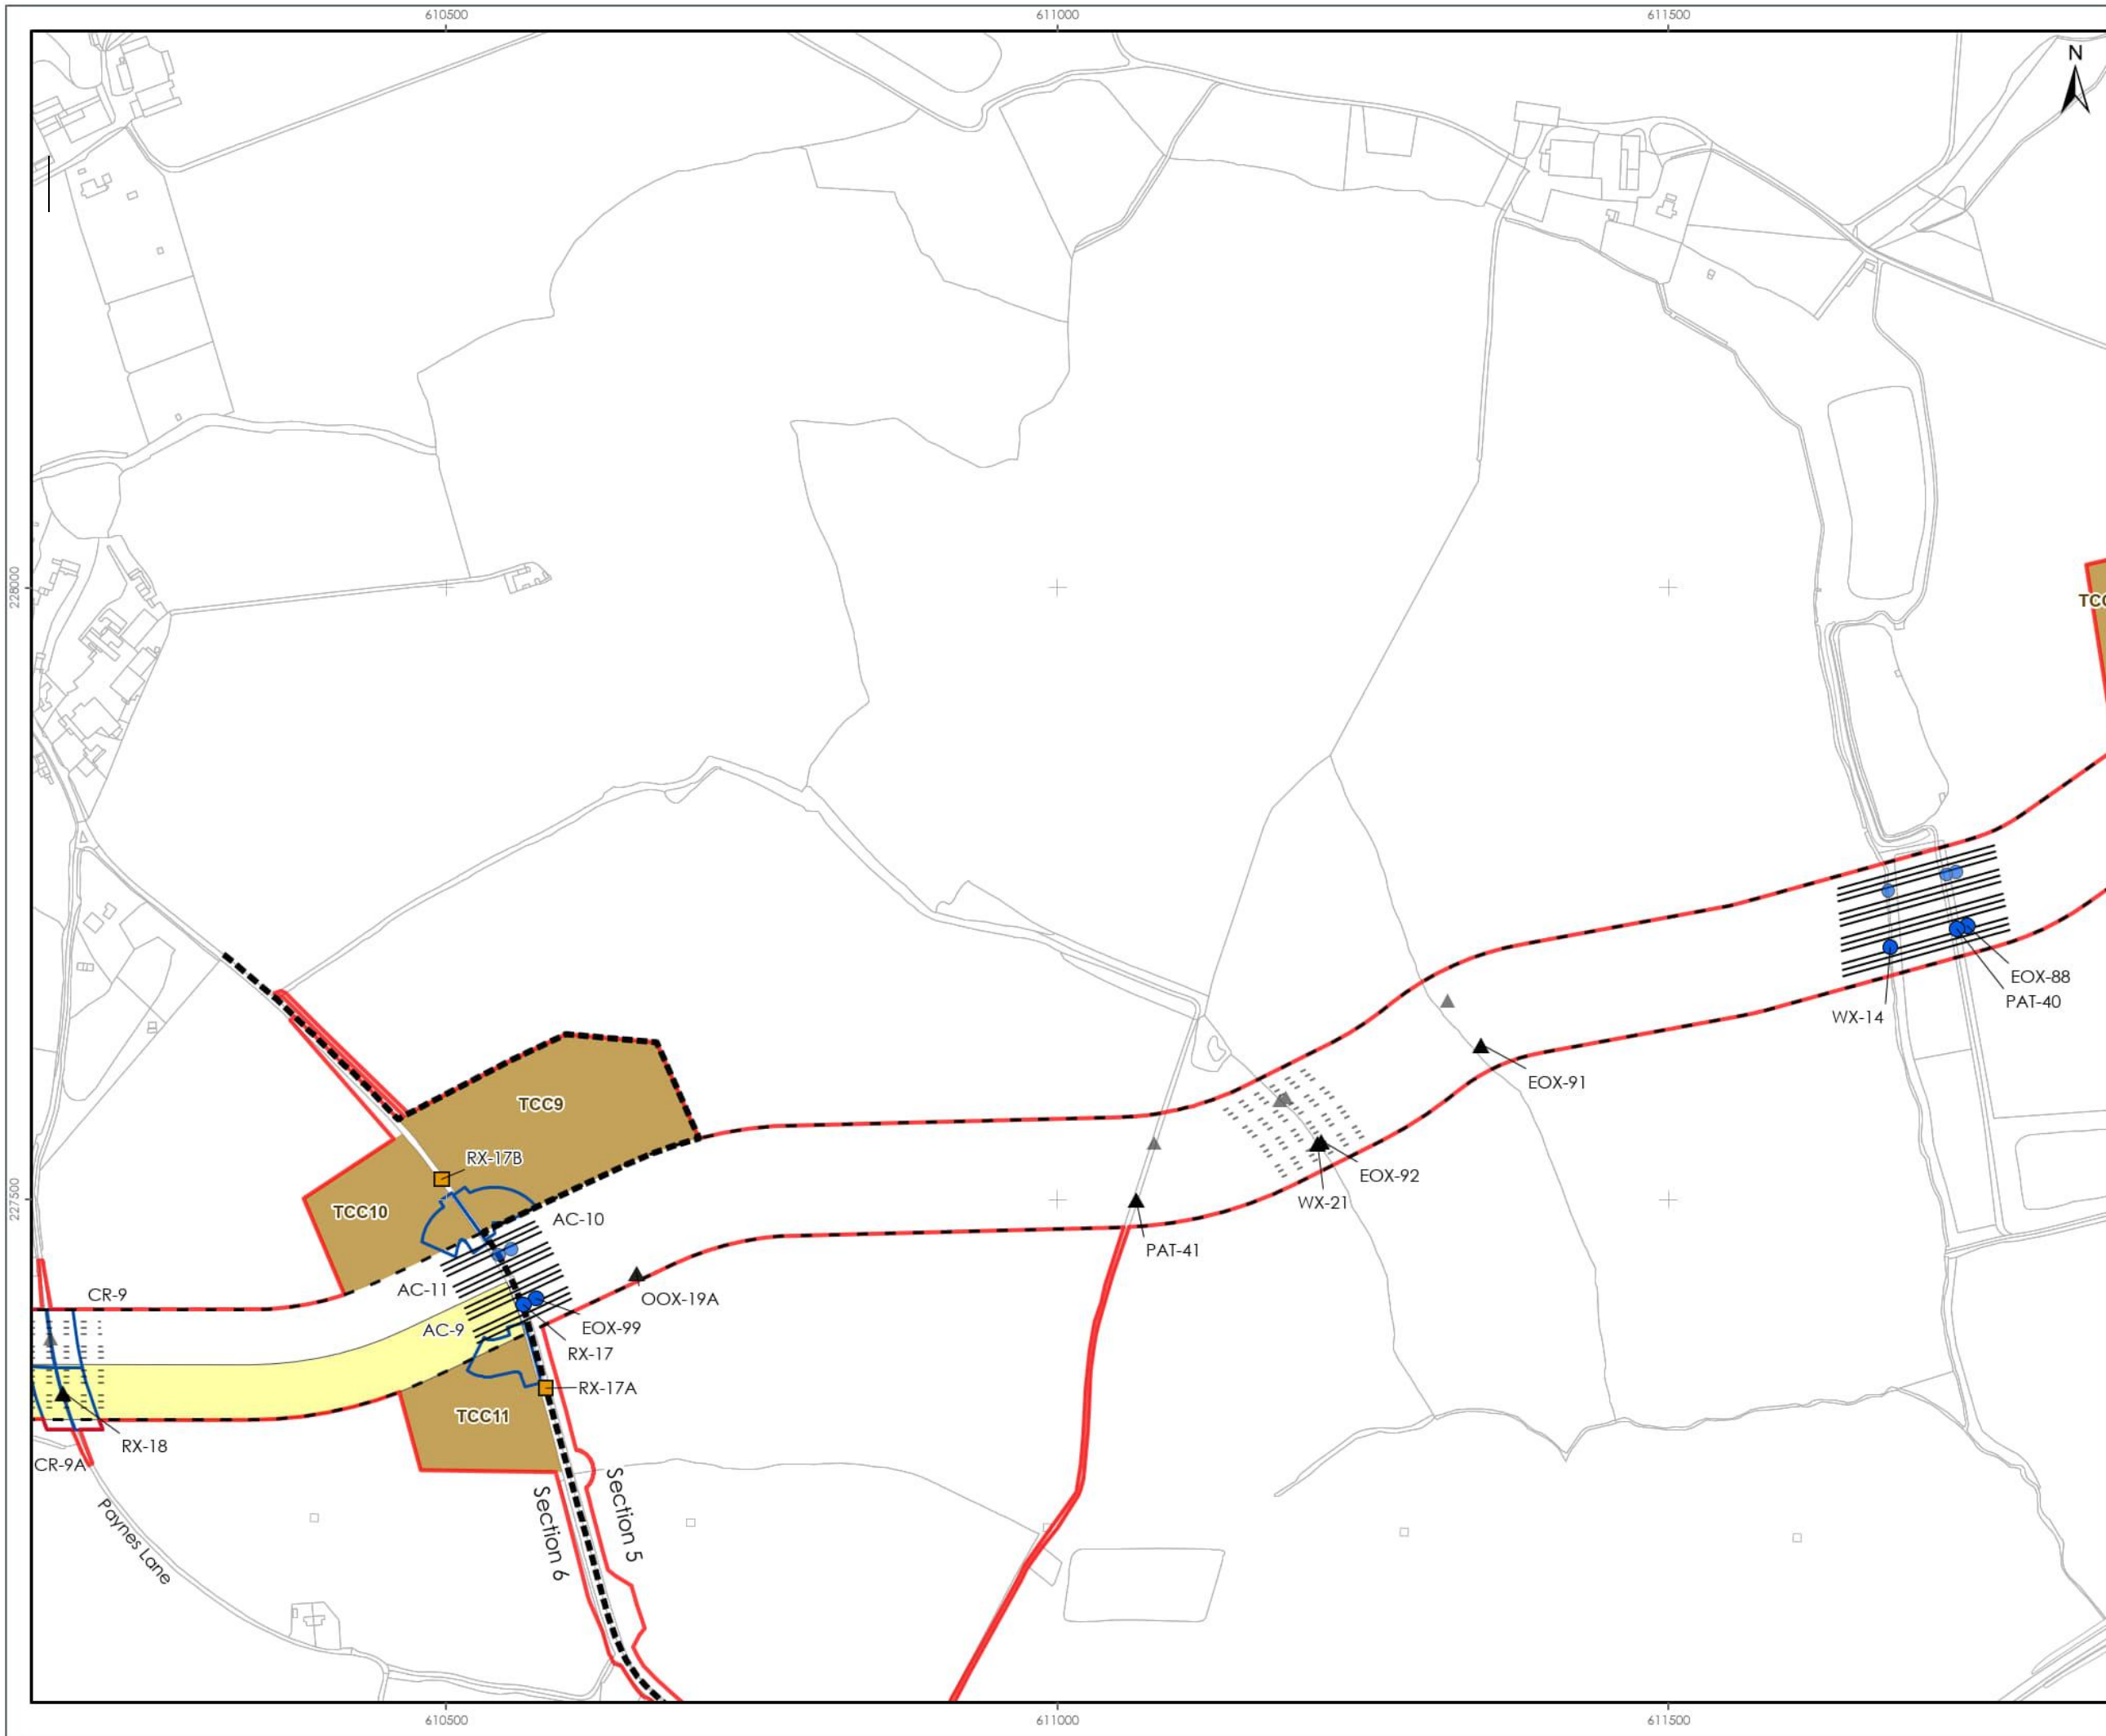 610500
611000
611500
N
228000
TCC
EOX-88
PAT-40
WX-14
EOX-91
TCC9
RX-17B
EOX-92
WX-21
227500
TCC10
AC-10
PAT-41
AC-11
CR-9
OOX-19A
AC-9
EOX-99
RX-17
RX-17A
TCC11
RX-18
CR-9A
Section 5
Section 6
Paynes Lane
610500
611000
611500